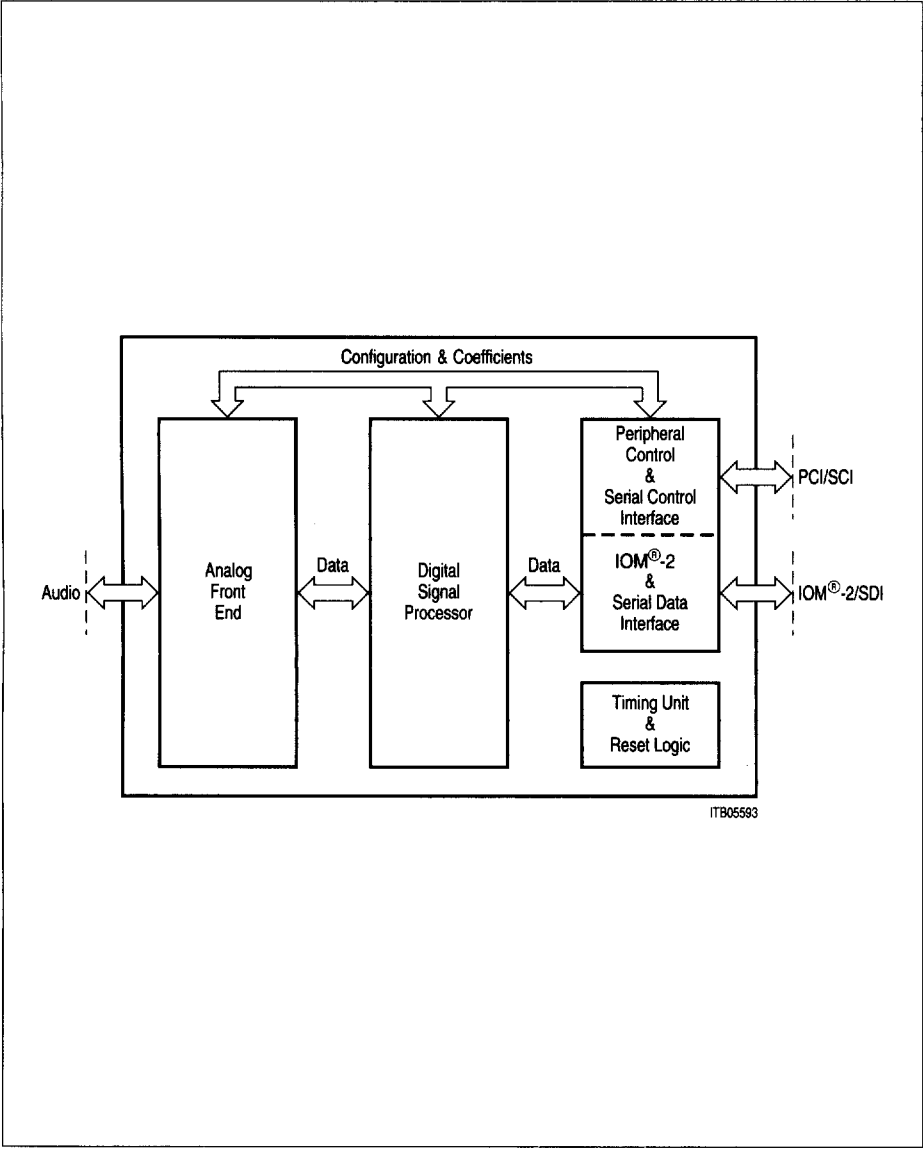 Configuration & Coefficients
Peripheral
Control
&
Serial Control
Interface
PCI/SCI
Audio
Analog
Front
End
Data
Digital
Signal
Processor
Data
IOM®-2
&
Serial Data
Interface
IOM®-2/SDI
Timing Unit
&
Reset Logic
ITB05593